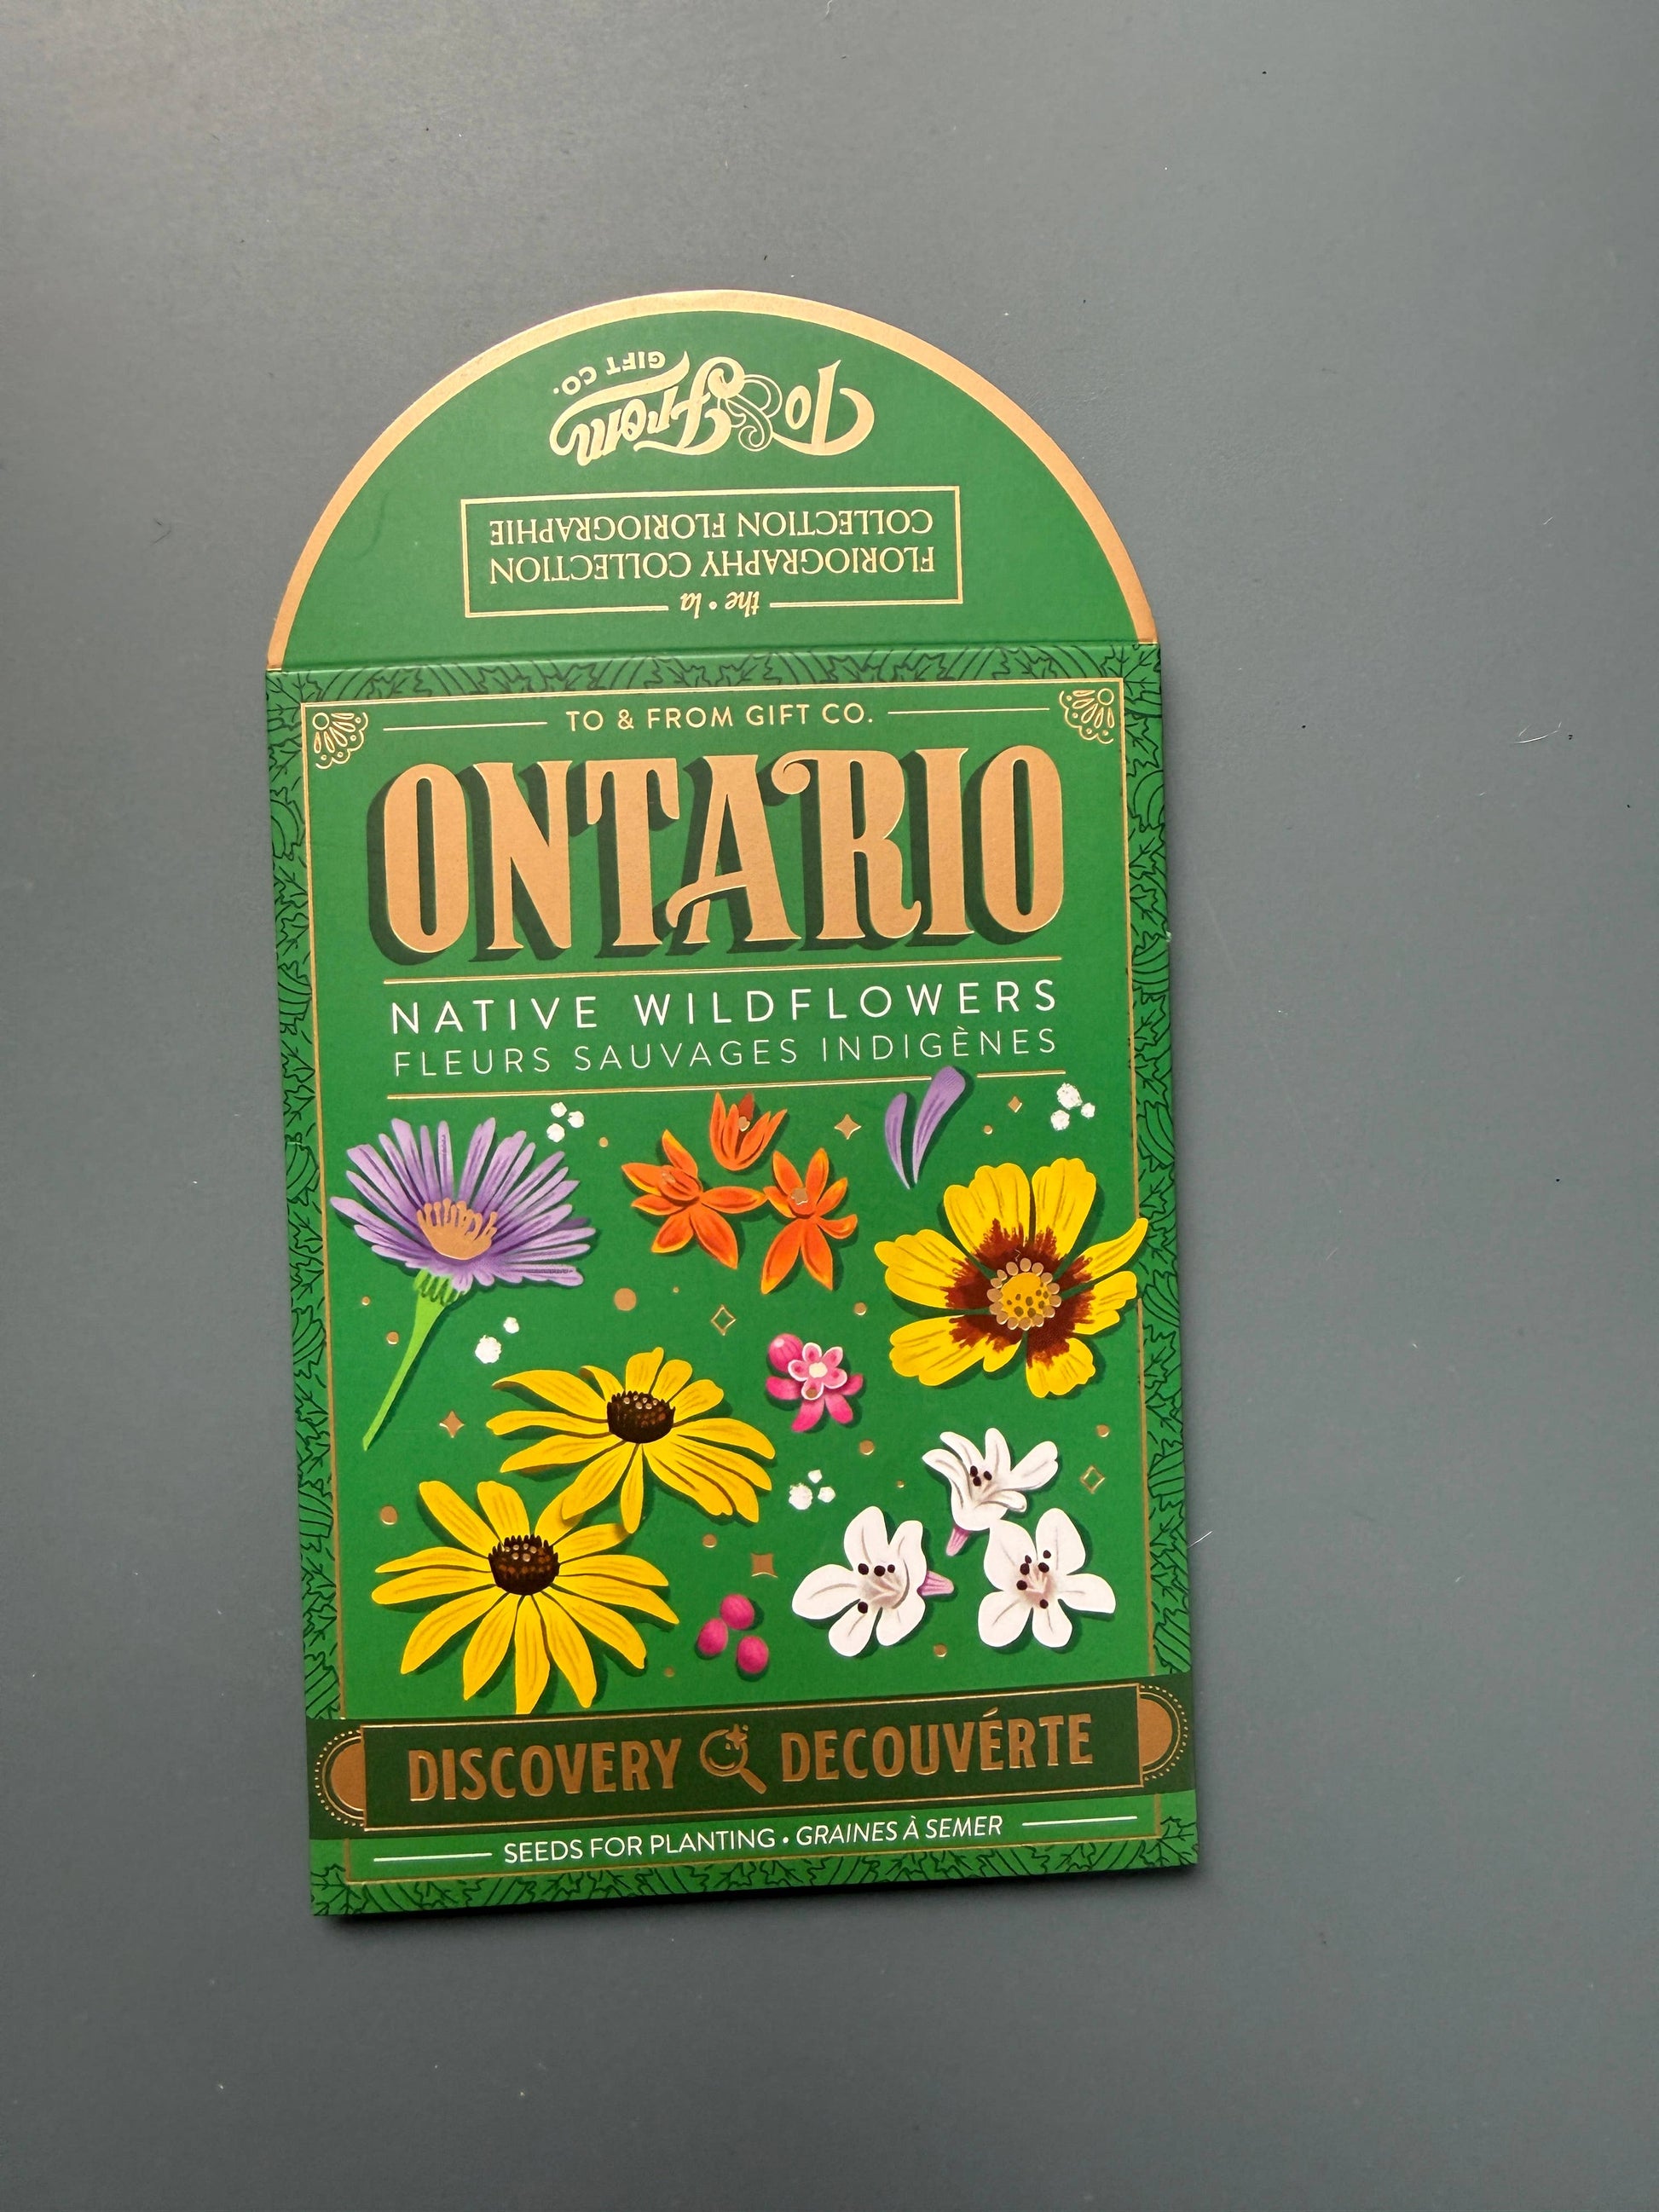 To & From
GIFT CO.
the • la
FLORIOGRAPHY COLLECTION
COLLECTION FLORIOGRAPHIE
TO & FROM GIFT CO.
ONTARIO
NATIVE WILDFLOWERS
FLEURS SAUVAGES INDIGÈNES
DISCOVERY DECOUVÉRTE
SEEDS FOR PLANTING • GRAINES À SEMER